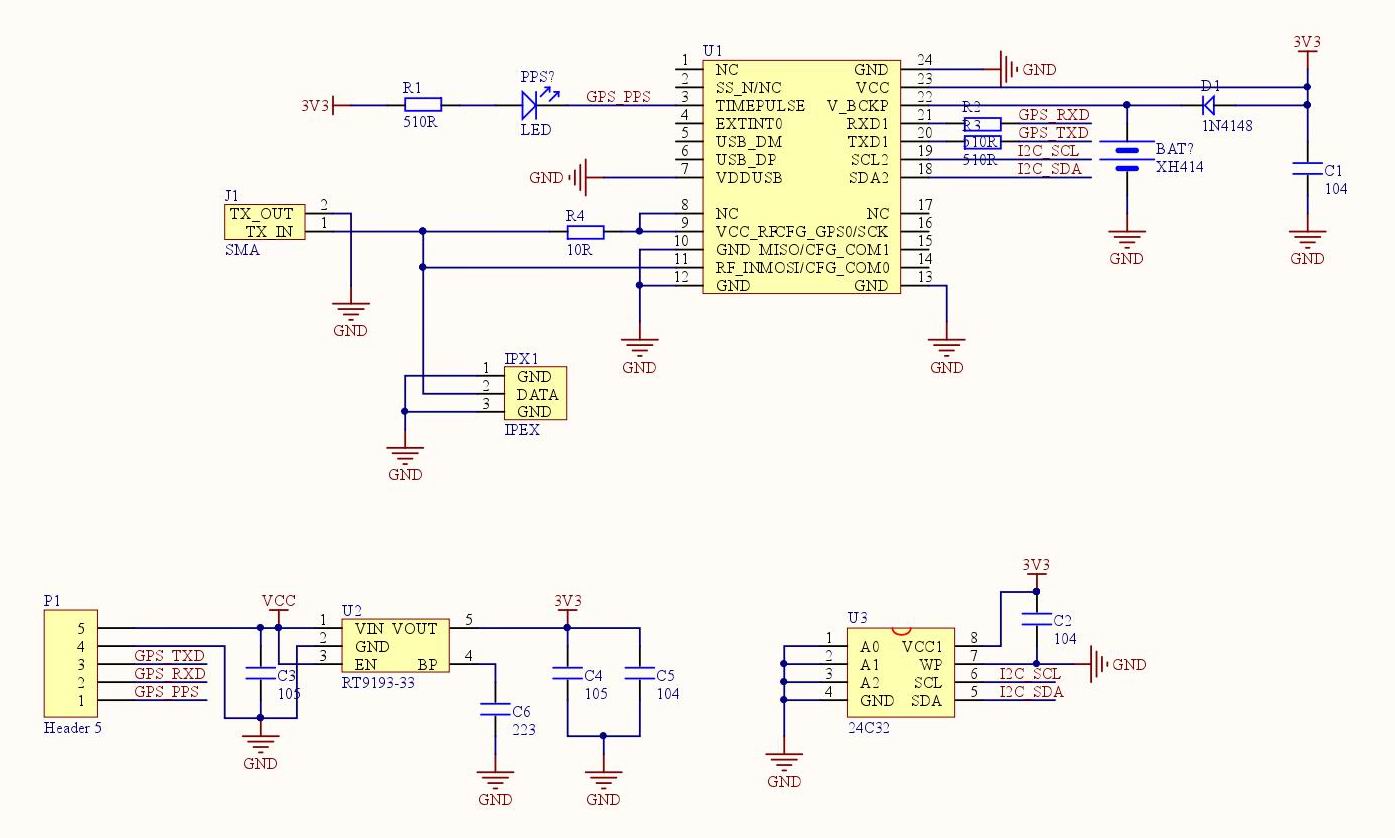 3V3
R1
510R
PPS?
LED
GPS_PPS
U1
1 NC
2 SS_N/NC
3 TIMEPULSE
4 EXTINT0
5 USB_DM
6 USB_DP
7 VDDUSB
8 NC
9 VCC_RF
10 GND
11 RF_IN
12 GND
GND 24
VCC 23
V_BCKP 22
RXD1 21
TXD1 20
SCL2 19
SDA2 18
NC 17
CFG_GPS0/SCK 16
MISO/CFG_COM1 15
MOSI/CFG_COM0 14
GND 13
GND
R2
R3
510R
510R
GPS_RXD
GPS_TXD
I2C_SCL
I2C_SDA
BAT?
XH414
GND
D1
1N4148
3V3
C1
104
GND
GND
J1
TX_OUT 2
TX IN 1
SMA
GND
R4
10R
GND
GND
IPX1
1 GND
2 DATA
3 GND
IPEX
GND
P1
5
4
3 GPS_TXD
2 GPS_RXD
1 GPS_PPS
Header 5
VCC
C3
105
GND
U2
1 VIN VOUT 5
2 GND
3 EN BP 4
RT9193-33
C6
223
GND
3V3
C4
105
C5
104
GND
U3
1 A0 VCC1 8
2 A1 WP 7
3 A2 SCL 6
4 GND SDA 5
24C32
GND
3V3
C2
104
GND
I2C_SCL
I2C_SDA